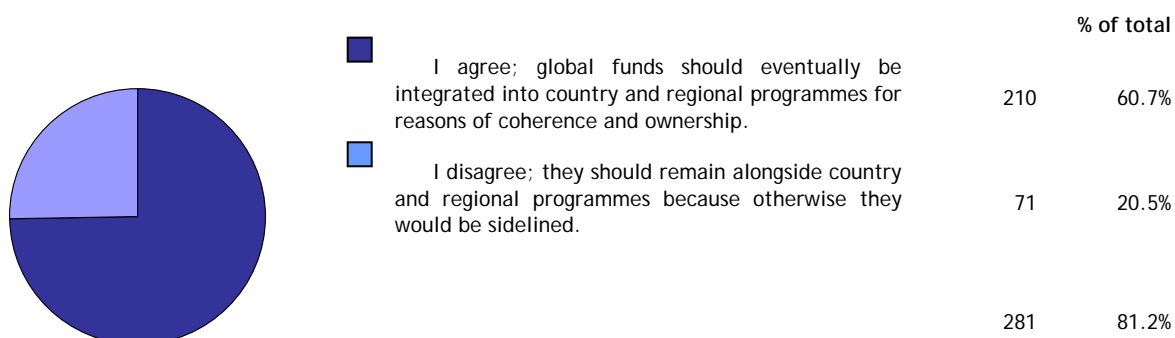 % of total
I agree; global funds should eventually be
integrated into country and regional programmes for 210 60.7%
reasons of coherence and ownership.
I disagree; they should remain alongside country
and regional programmes because otherwise they 71 20.5%
would be sidelined.
281 81.2%